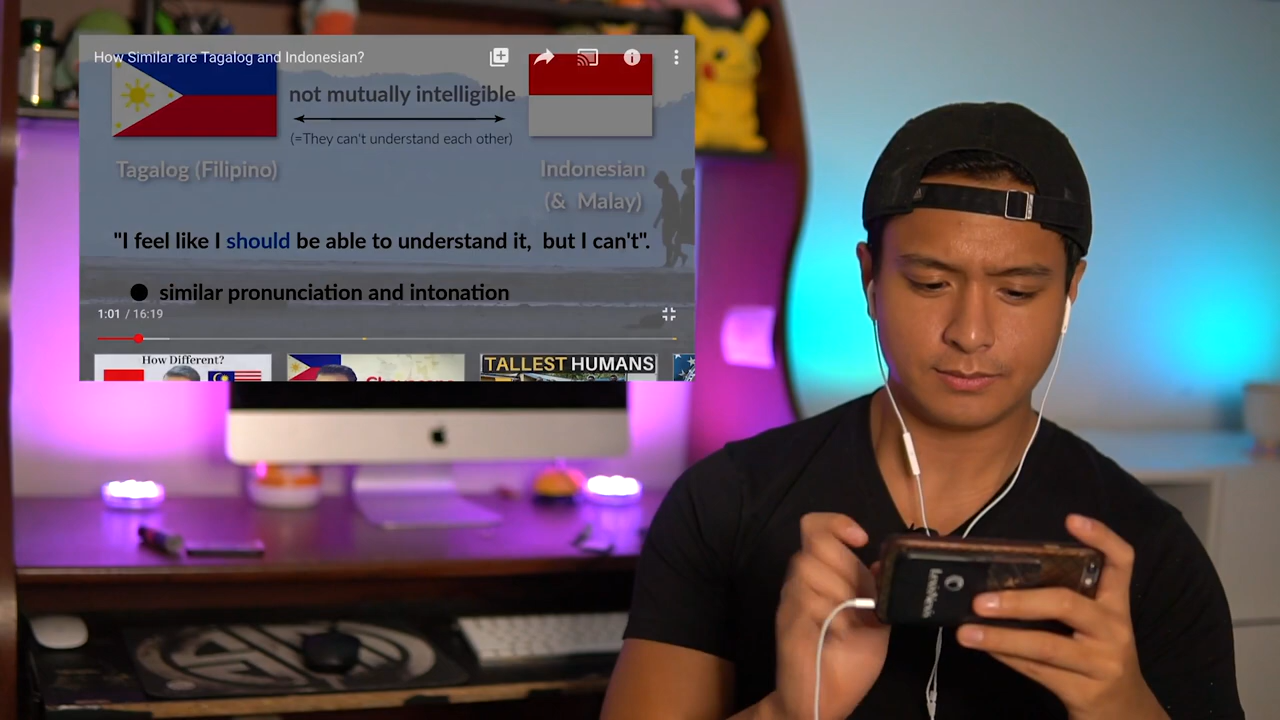 How Similar are Tagalog and Indonesian?
not mutually intelligible
(=They can't understand each other)
Tagalog (Filipino)
Indonesian
(& Malay)
"I feel like I should be able to understand it, but I can't".
● similar pronunciation and intonation
1:01 / 16:19
How Different?
TALLEST HUMANS